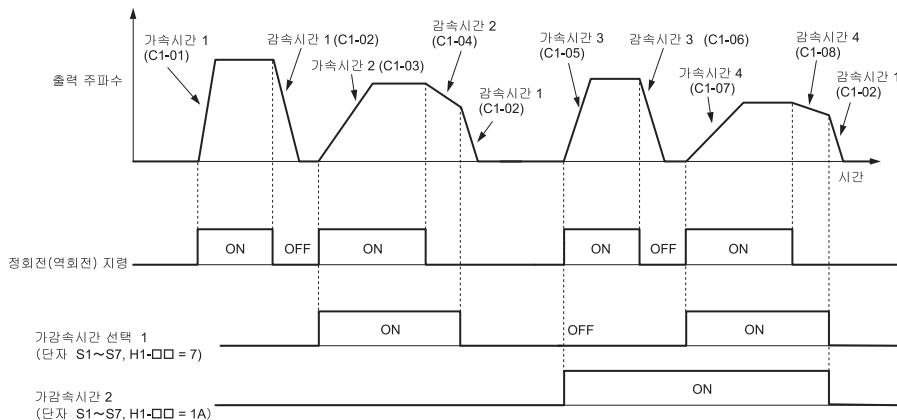 가속시간 1
(C1-01)
감속시간 1 (C1-02)
가속시간 2 (C1-03)
감속시간 2
(C1-04)
감속시간 1
(C1-02)
가속시간 3
(C1-05)
감속시간 3 (C1-06)
가속시간 4
(C1-07)
감속시간 4
(C1-08)
감속시간 1
(C1-02)
출력 주파수
시간
정회전(역회전) 지령
ON
OFF
ON
ON
OFF
ON
가감속시간 선택 1
(단자 S1~S7, H1-□□ = 7)
ON
OFF
ON
가감속시간 2
(단자 S1~S7, H1-□□ = 1A)
ON